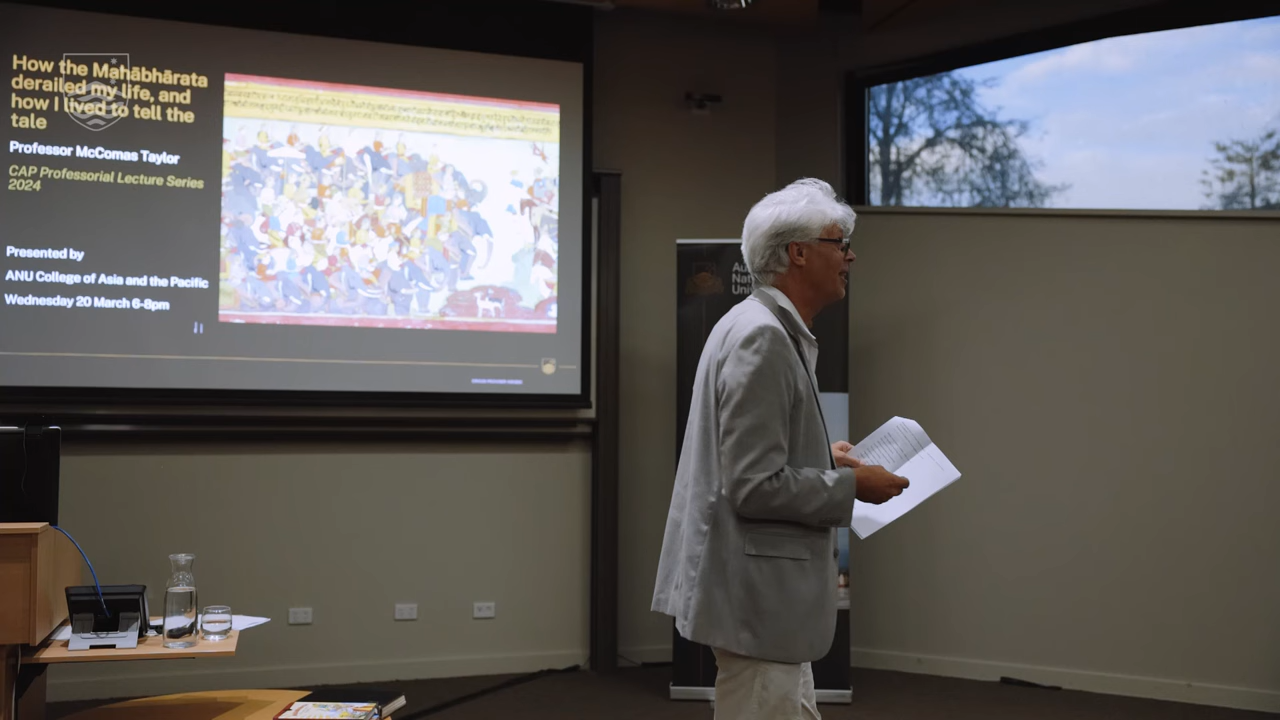 How the Mahābhārata
derailed my life, and
how I lived to tell the
tale
Professor McComas Taylor
CAP Professorial Lecture Series
2024
Presented by
ANU College of Asia and the Pacific
Wednesday 20 March 6-8pm